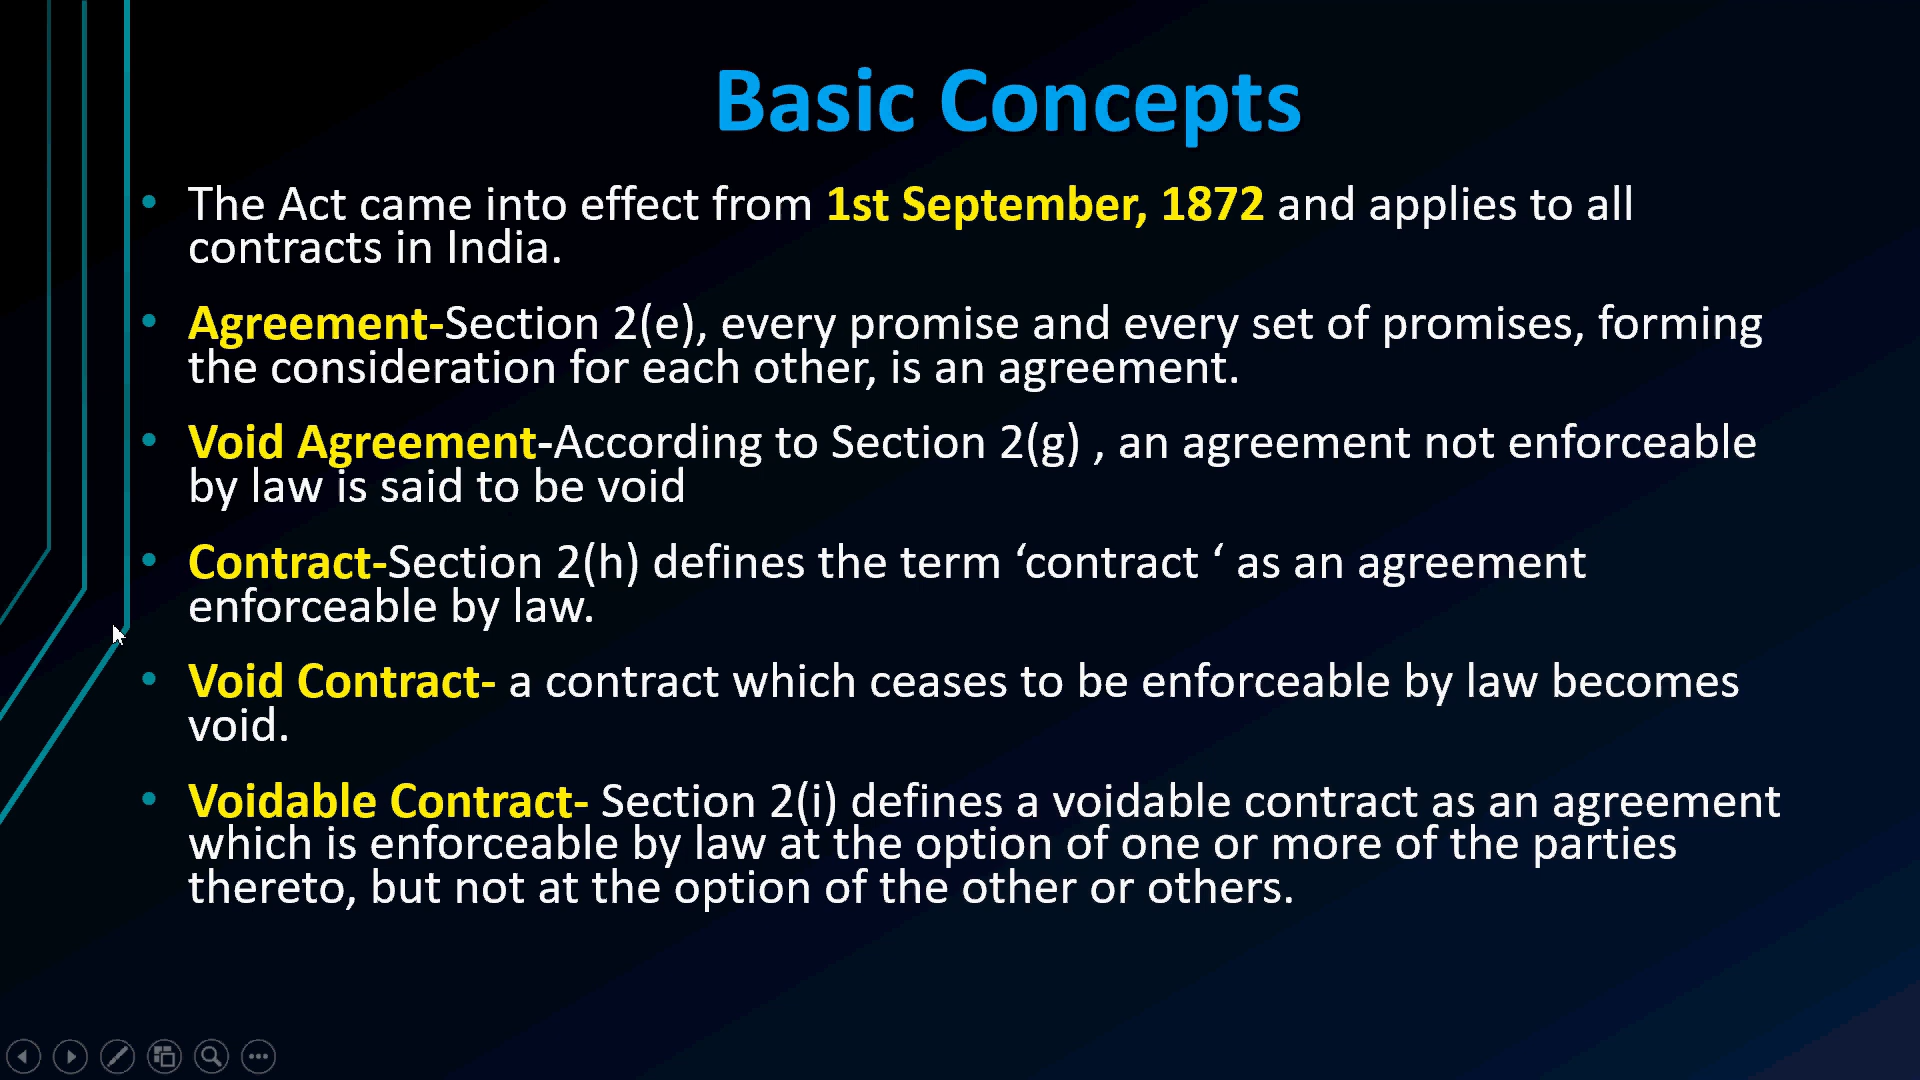 Basic Concepts
• The Act came into effect from 1st September, 1872 and applies to all
contracts in India.
• Agreement-Section 2(e), every promise and every set of promises, forming
the consideration for each other, is an agreement.
• Void Agreement-According to Section 2(g) , an agreement not enforceable
by law is said to be void
• Contract-Section 2(h) defines the term ‘contract ‘ as an agreement
enforceable by law.
• Void Contract- a contract which ceases to be enforceable by law becomes
void.
• Voidable Contract- Section 2(i) defines a voidable contract as an agreement
which is enforceable by law at the option of one or more of the parties
thereto, but not at the option of the other or others.